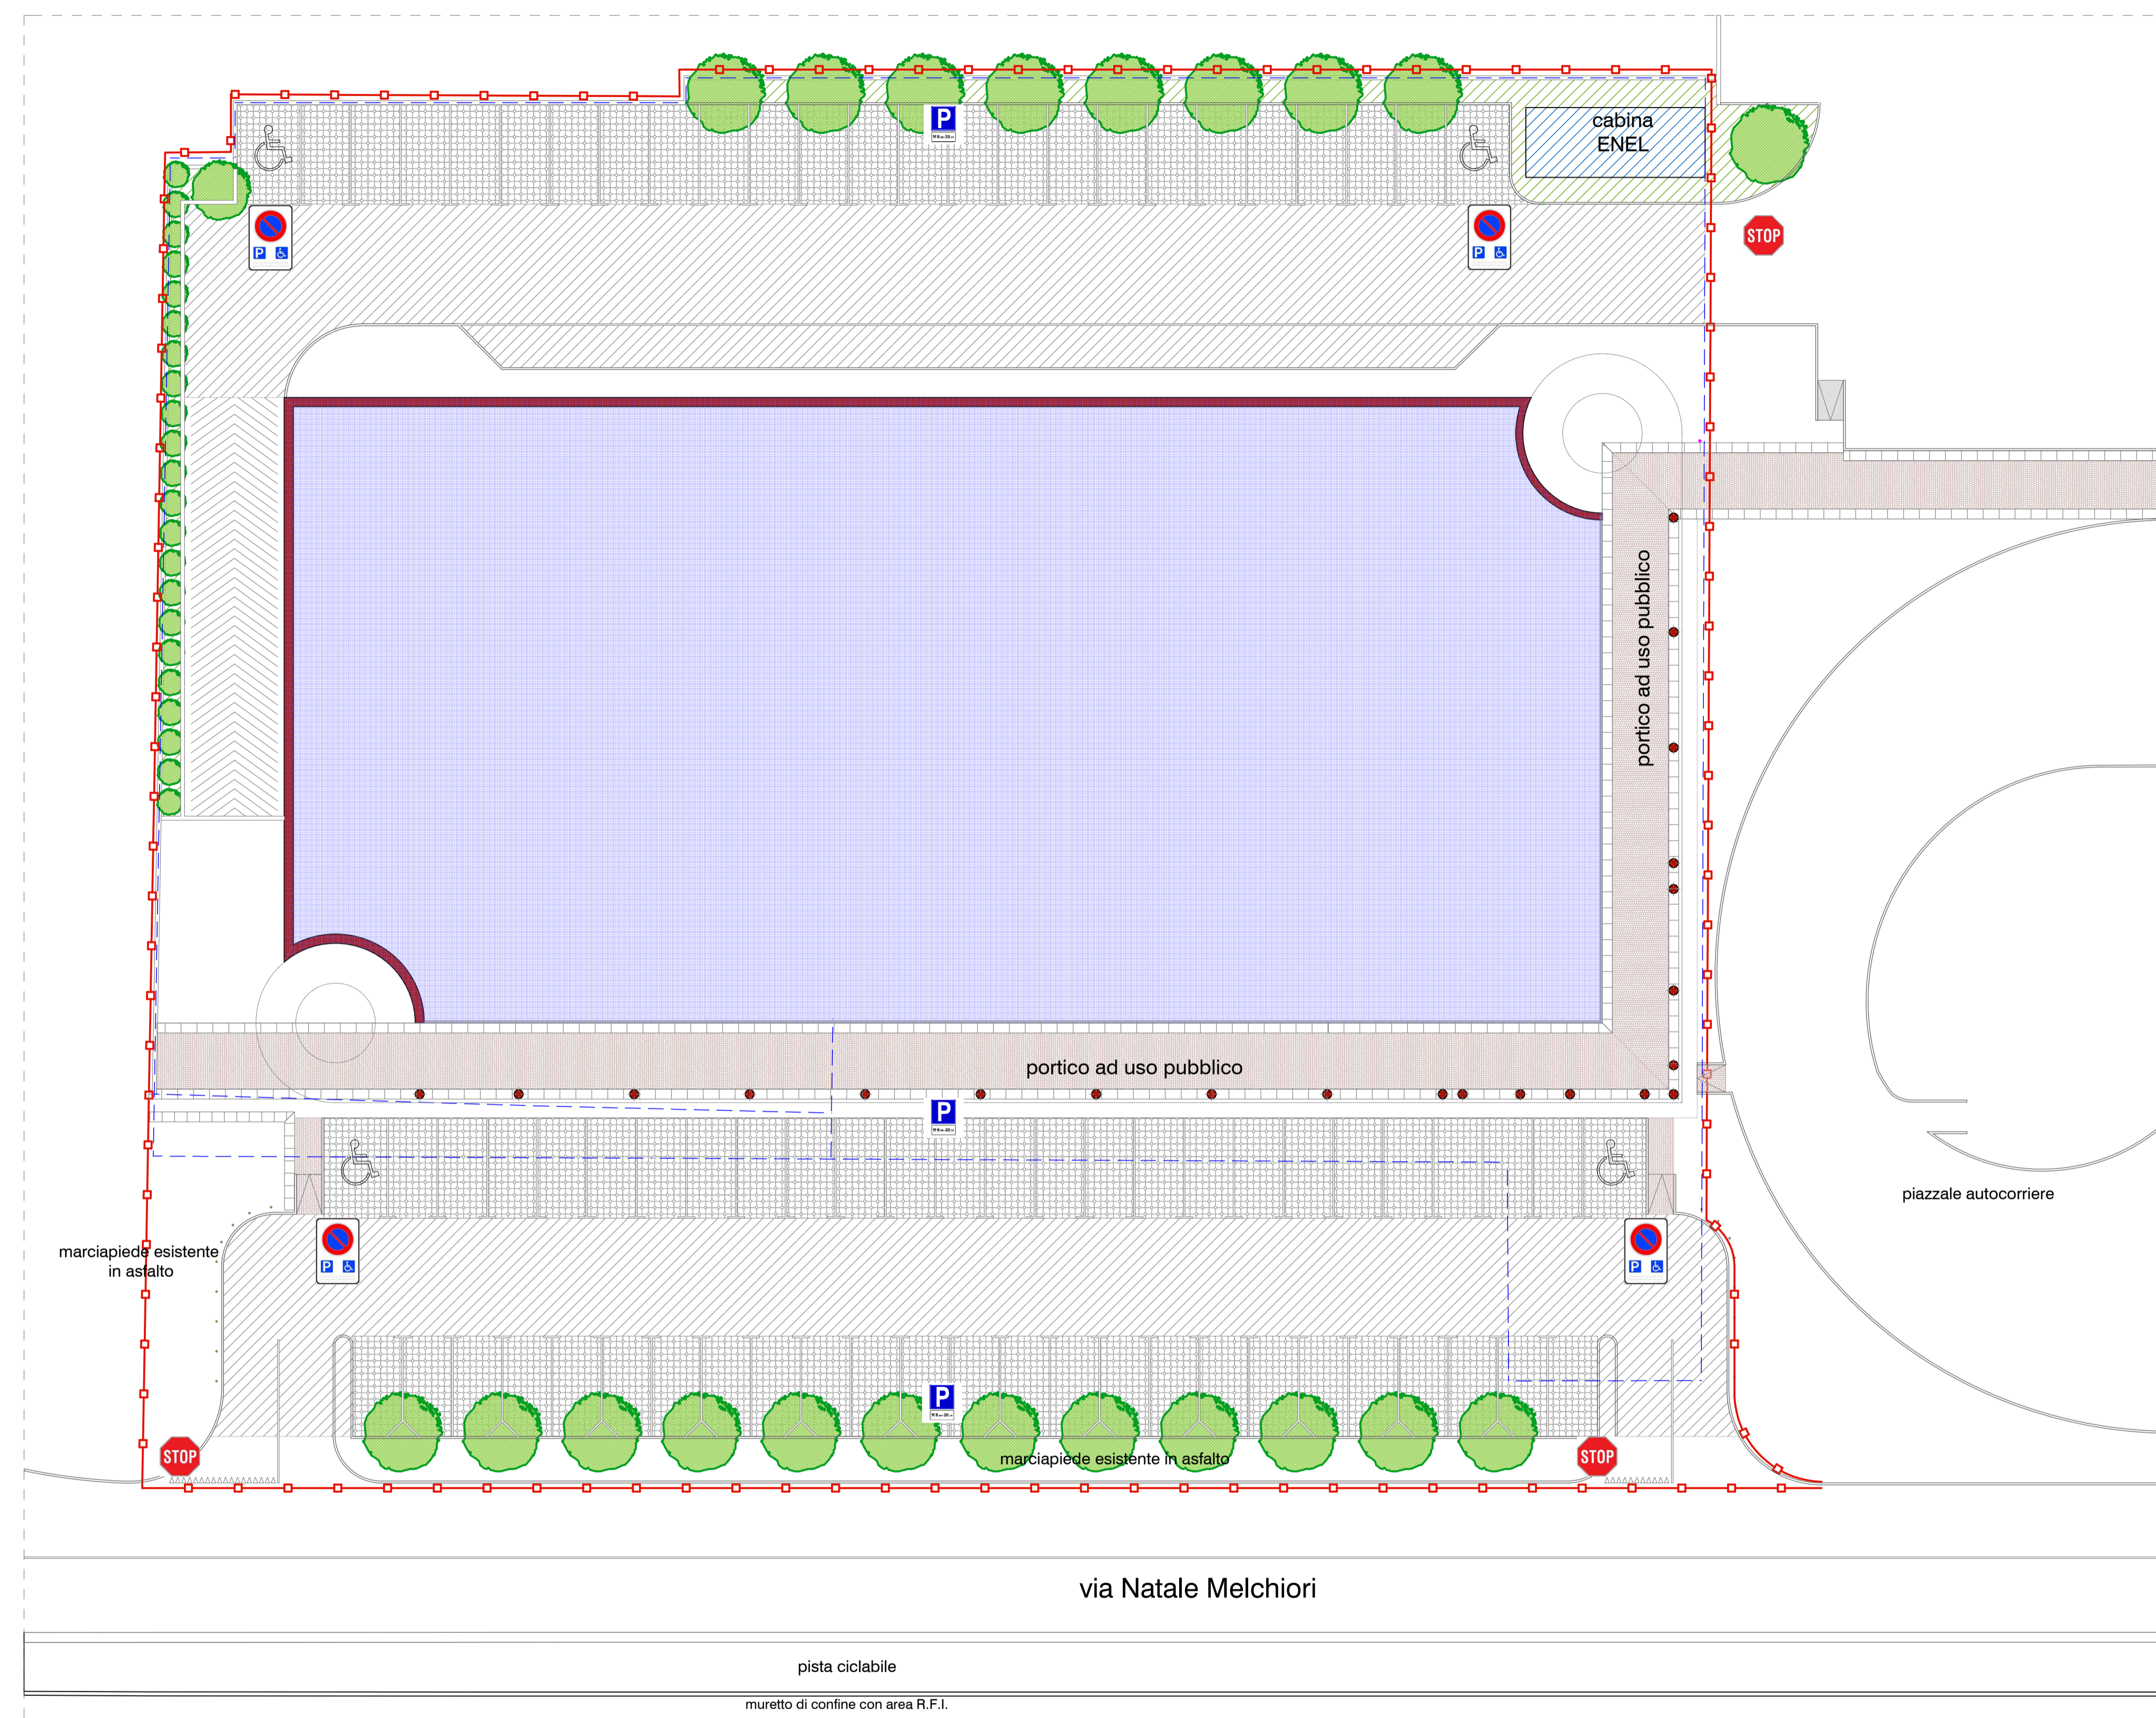 P
cabina
ENEL
P
P
STOP
portico ad uso pubblico
portico ad uso pubblico
P
piazzale autocorriere
marciapiede esistente
in asfalto
P
P
P
STOP
marciapiede esistente in asfalto
STOP
via Natale Melchiori
pista ciclabile
muretto di confine con area R.F.I.